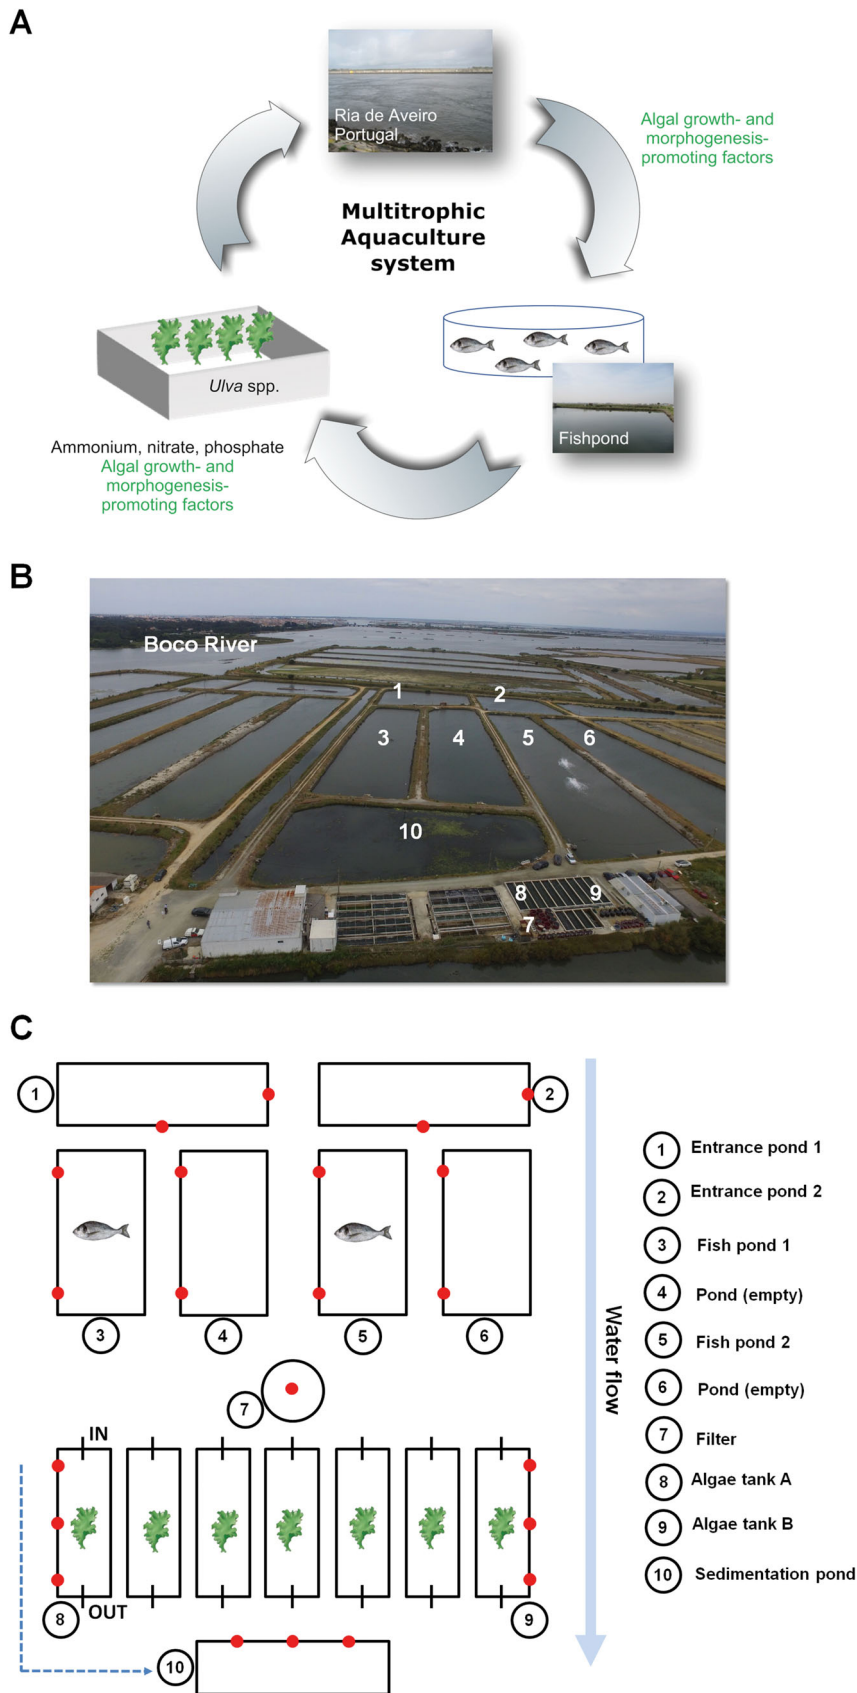 A
Ria de Aveiro
Portugal
Algal growth- and
morphogenesis-
promoting factors
Multitrophic
Aquaculture
system
Ulva spp.
Fishpond
Ammonium, nitrate, phosphate
Algal growth- and
morphogenesis-
promoting factors
B
Boco River
1
2
3
4
5
6
10
8
9
7
C
1
2
3
4
5
6
7
IN
OUT
8
9
10
Water flow
1 Entrance pond 1
2 Entrance pond 2
3 Fish pond 1
4 Pond (empty)
5 Fish pond 2
6 Pond (empty)
7 Filter
8 Algae tank A
9 Algae tank B
10 Sedimentation pond